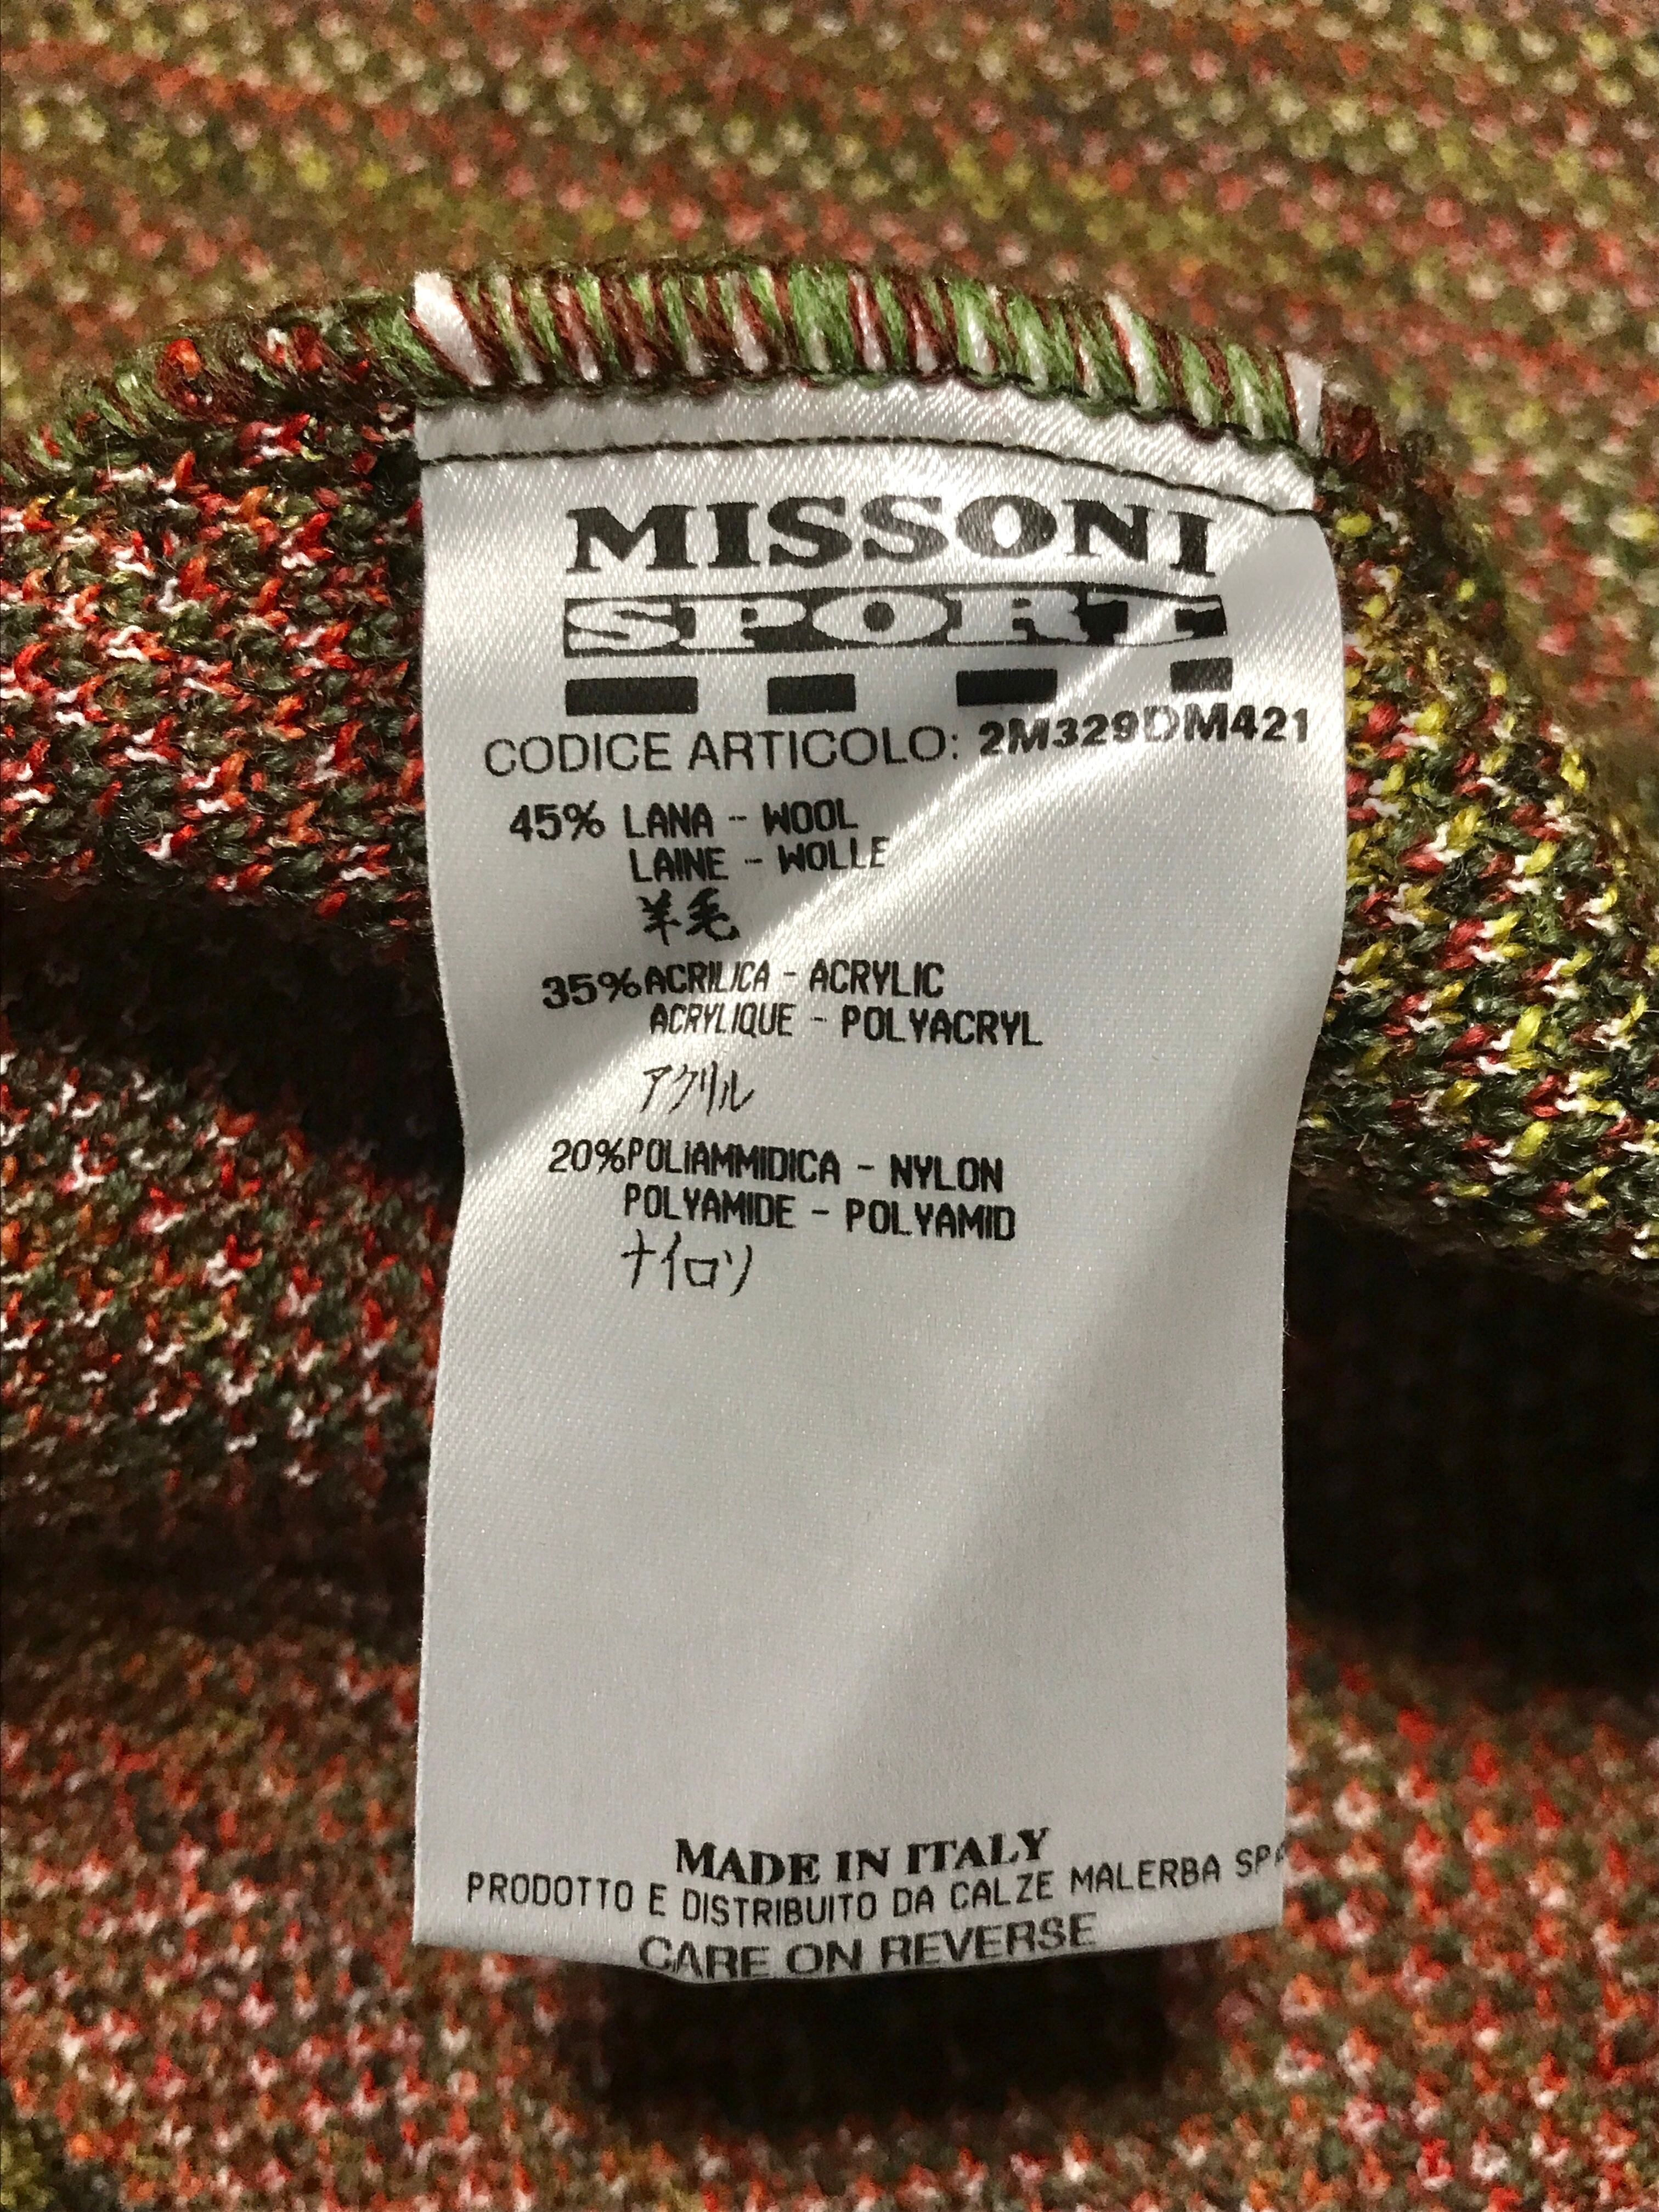 MISSONI
SPORT
CODICE ARTICOLO: 2M329DM421
45% LANA - WOOL
LAINE - WOLLE
羊毛
35% ACRILICA - ACRYLIC
ACRYLIQUE - POLYACRYL
アクリル
20% POLIAMMIDICA - NYLON
POLYAMIDE - POLYAMID
ナイロン
MADE IN ITALY
PRODOTTO E DISTRIBUITO DA CALZE MALERBA SPA
CARE ON REVERSE